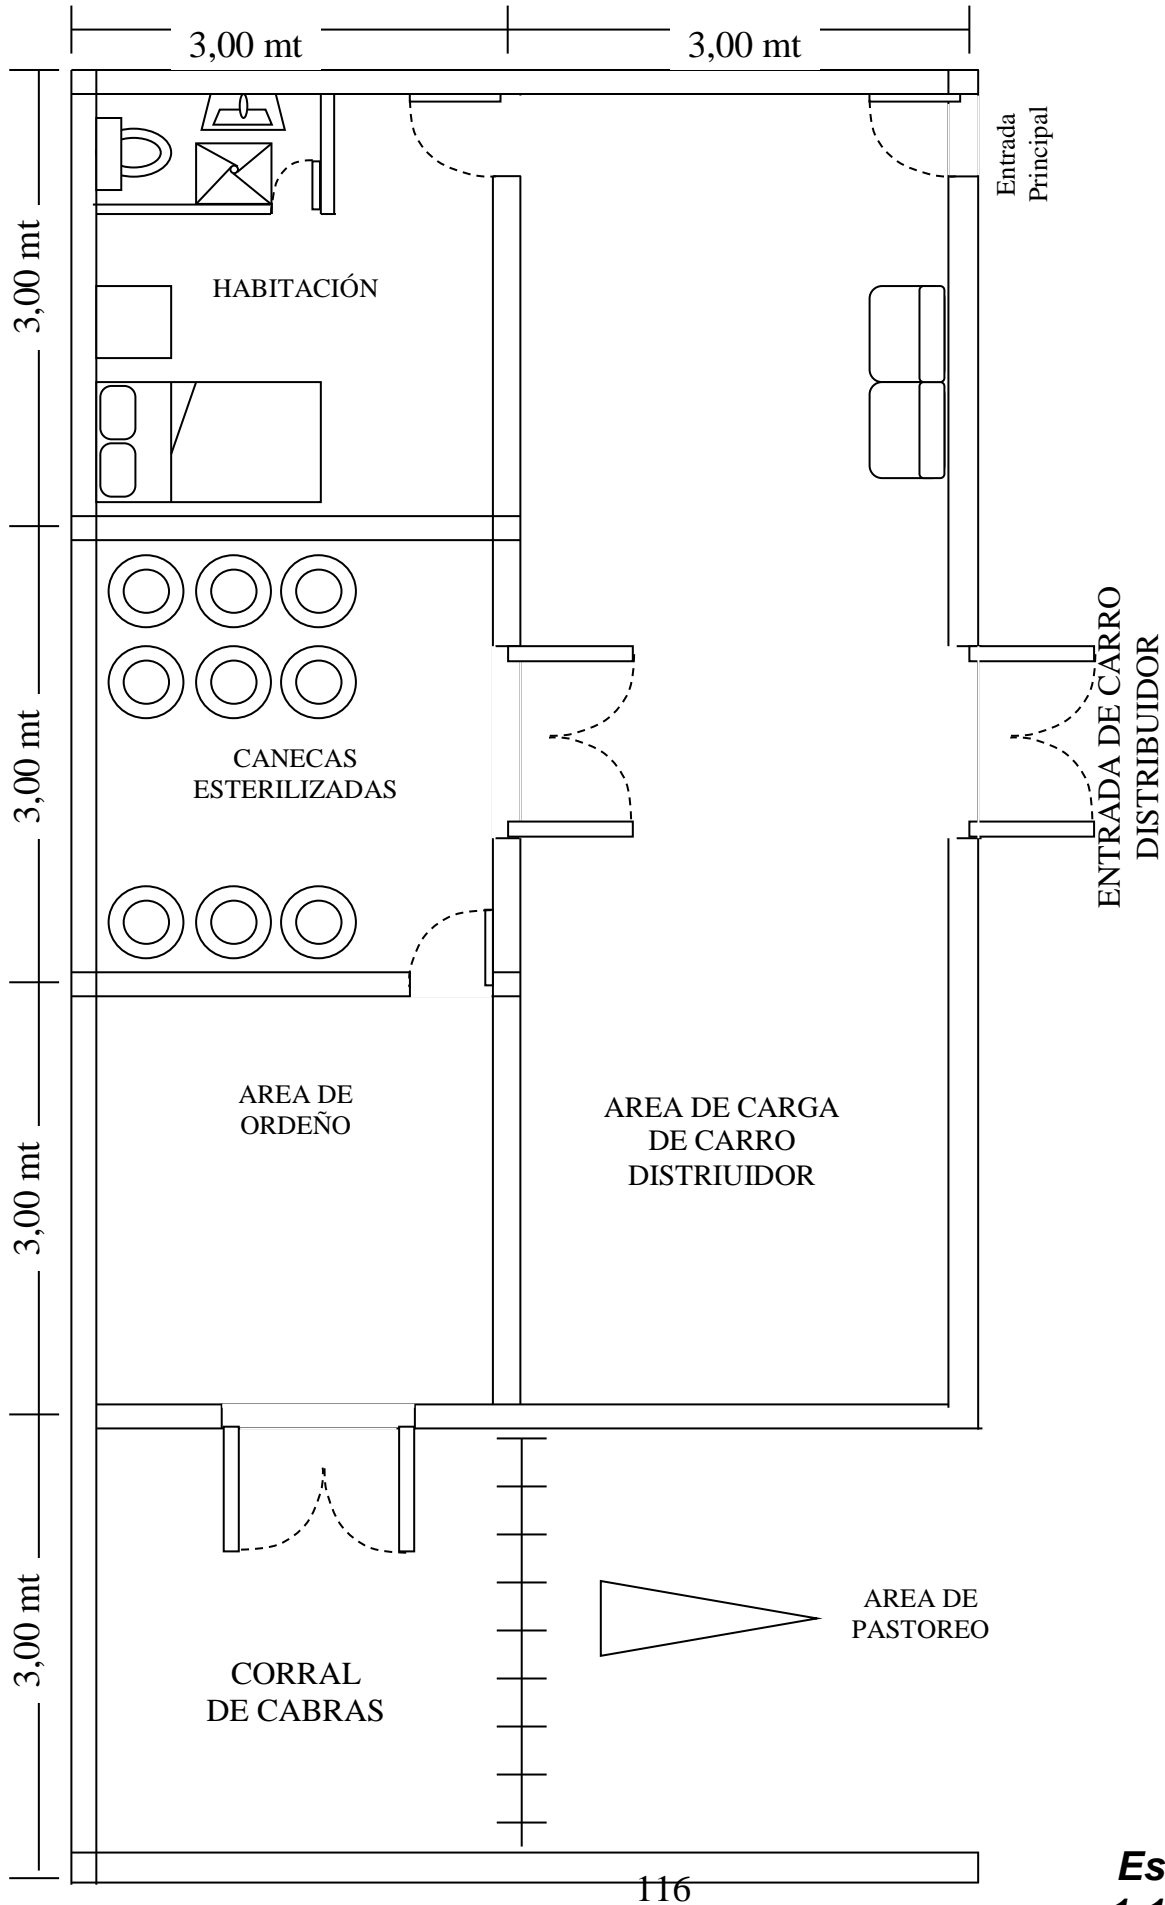 3,00 mt
3,00 mt
Entrada
Principal
3,00 mt
HABITACIÓN
3,00 mt
CANECAS
ESTERILIZADAS
ENTRADA DE CARRO
DISTRIBUIDOR
3,00 mt
AREA DE
ORDEÑO
AREA DE CARGA
DE CARRO
DISTRIUIDOR
3,00 mt
CORRAL
DE CABRAS
AREA DE
PASTOREO
116
Es